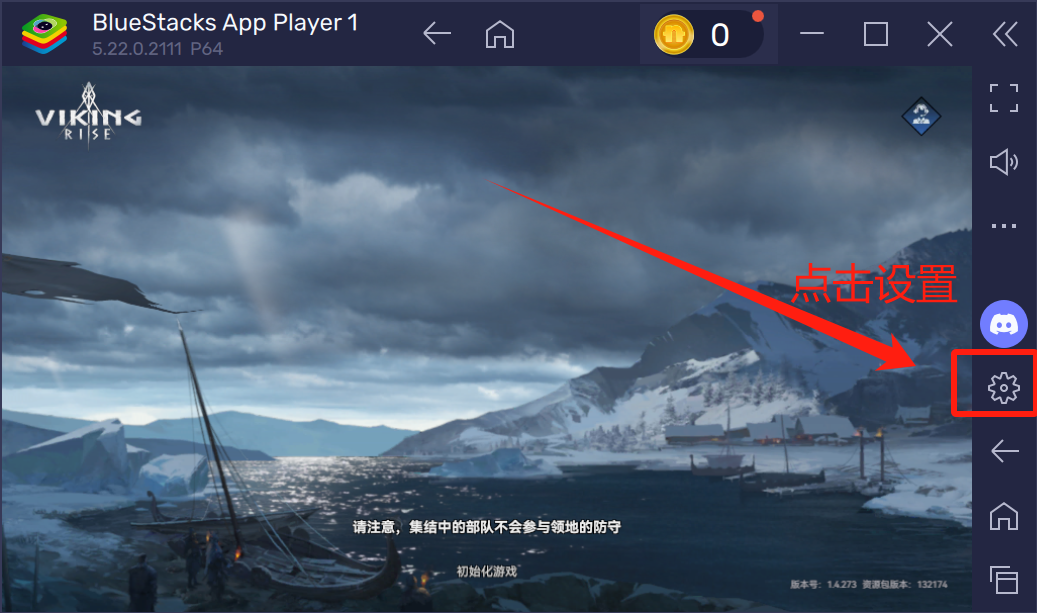 BlueStacks App Player 1
5.22.0.2111 P64
0
VIKING
RISE
点击设置
请注意，集结中的部队不会参与领地的防守
初始化游戏
版本号：1.4.273 资源包版本：132174